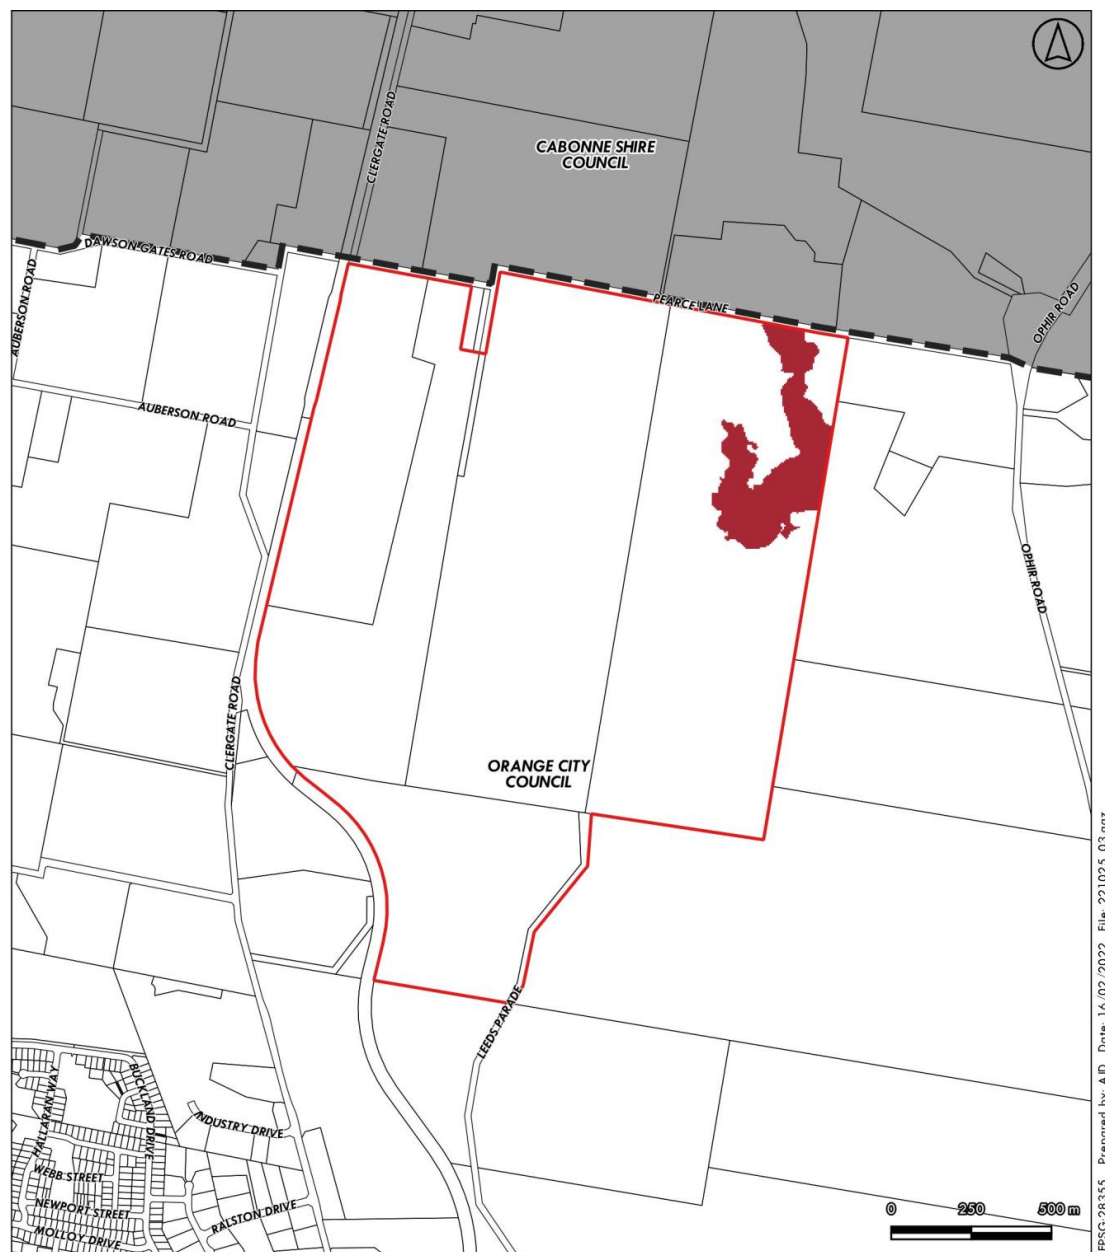 CLERGATE ROAD
CABONNE SHIRE
COUNCIL
DAWSON GATES ROAD
AUBERSON ROAD
PEARCE LANE
OPHIR ROAD
AUBERSON ROAD
OPHIR ROAD
CLERGATE ROAD
ORANGE CITY
COUNCIL
LEEDS PARADE
HALLARAN WAY
BUCKLAND DRIVE
INDUSTRY DRIVE
WEBB STREET
NEWPORT STREET
RALSTON DRIVE
MOLLOY DRIVE
0 250 500 m
EPSG:28355 Prepared by: AJD Date: 16/02/2022 File: 221025_03.qgz